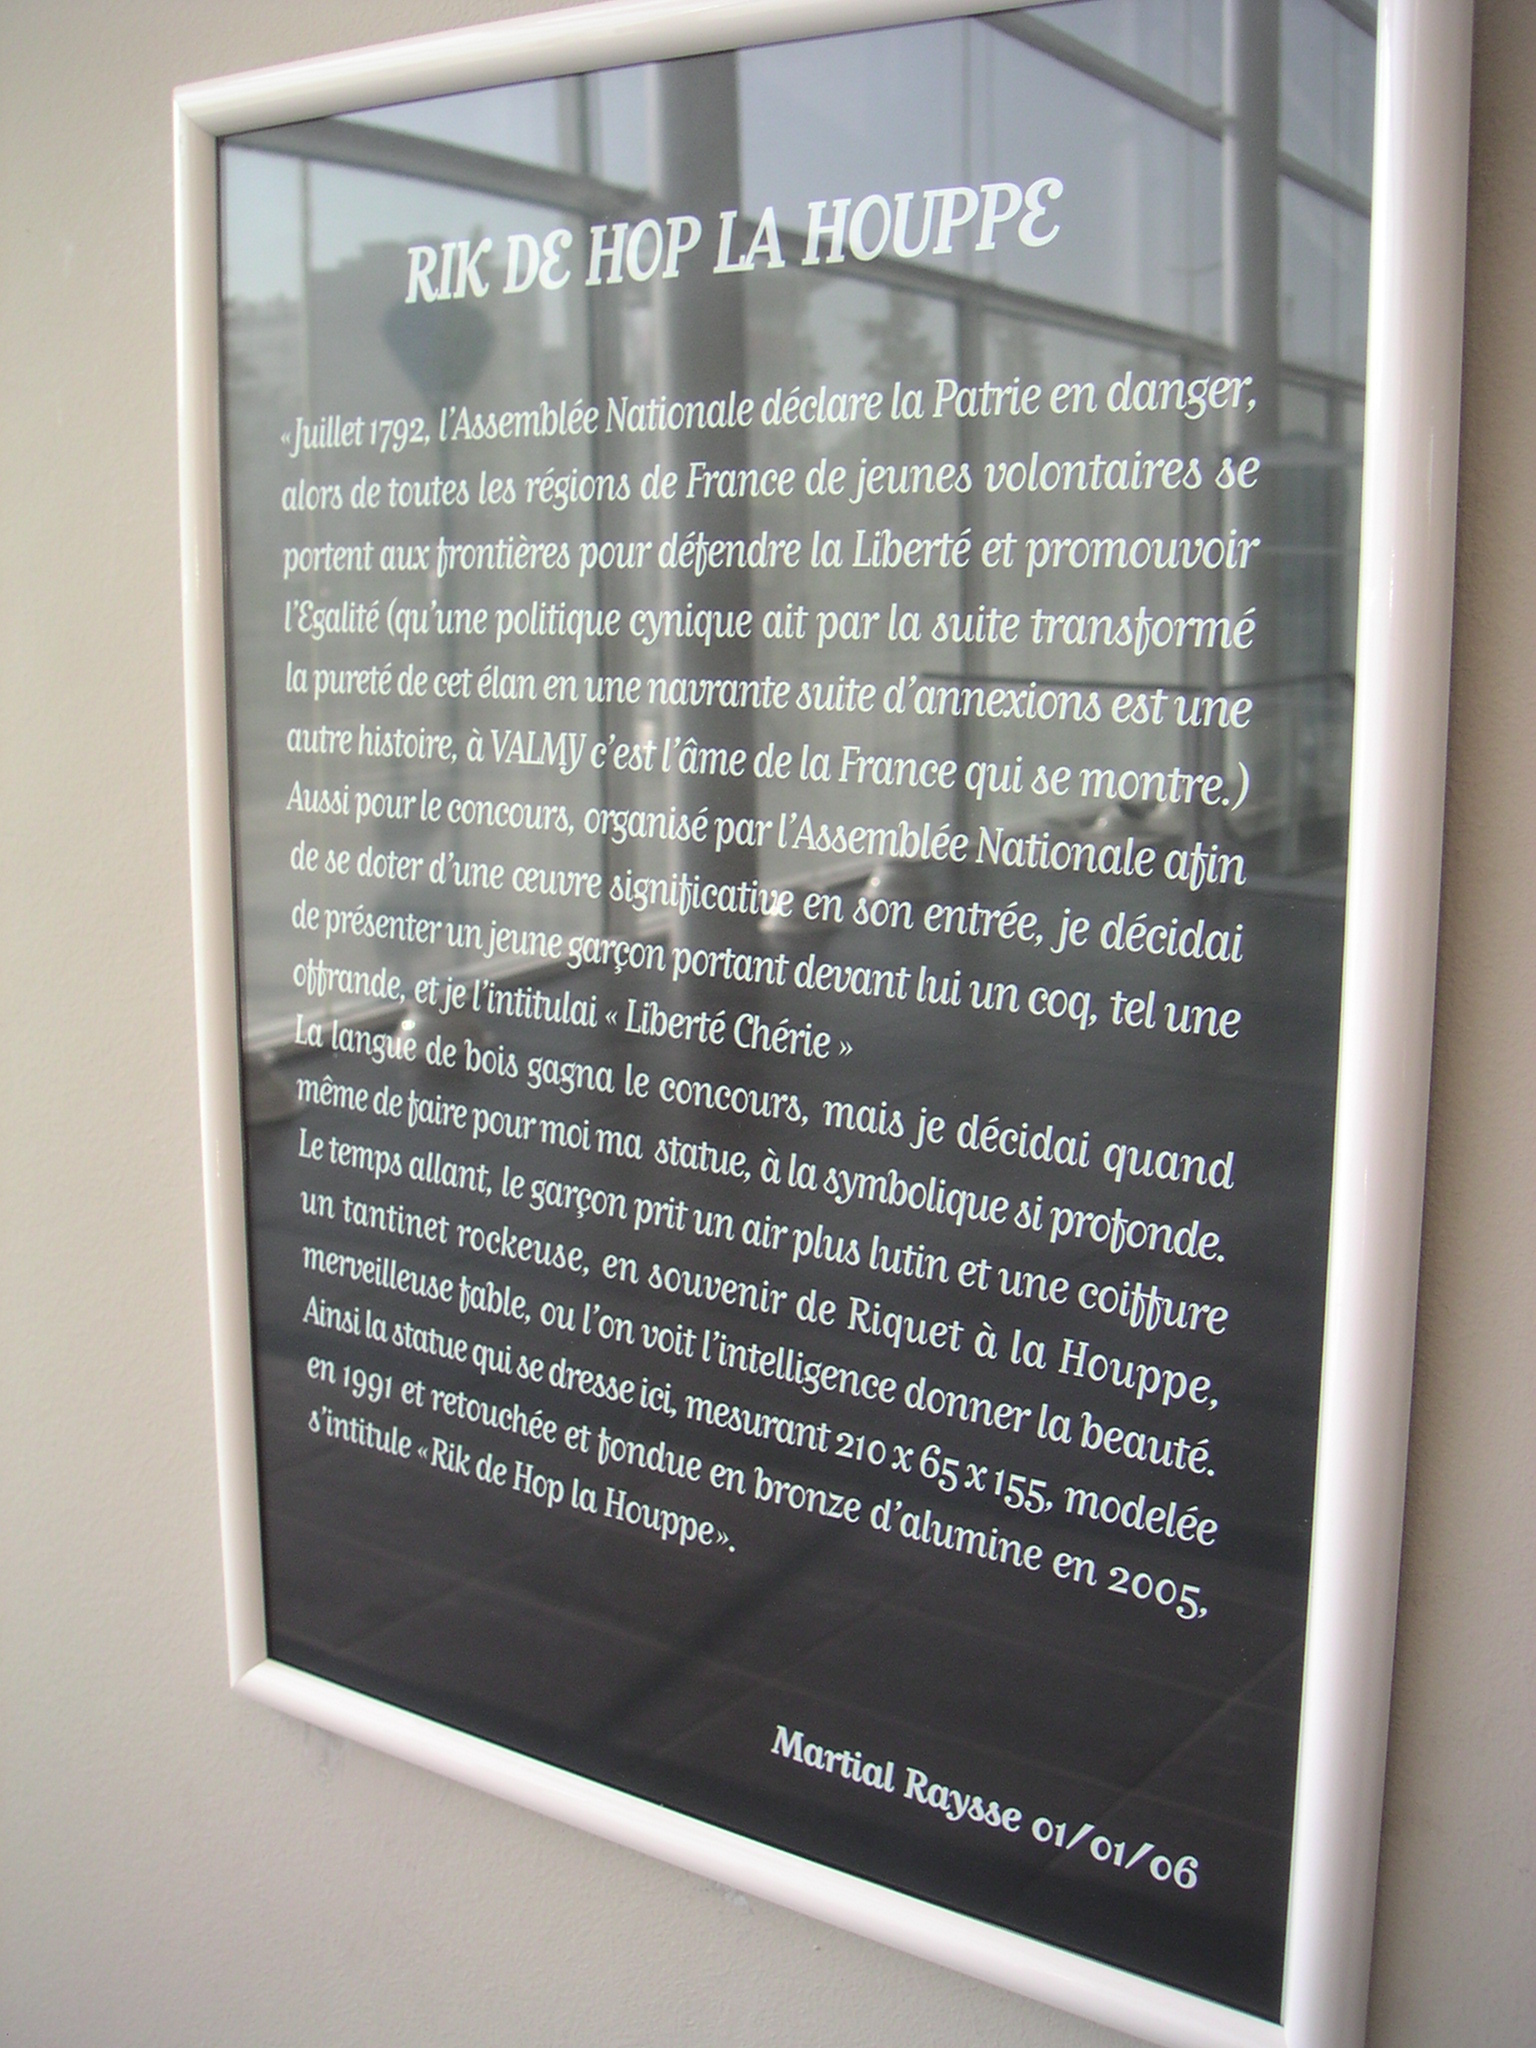 RIK DE HOP LA HOUPPE
«Juillet 1792, l'Assemblée Nationale déclare la Patrie en danger,
alors de toutes les régions de France de jeunes volontaires se
portent aux frontières pour défendre la Liberté et promouvoir
l'Egalité (qu'une politique cynique ait par la suite transformé
la pureté de cet élan en une navrante suite d'annexions est une
autre histoire, à VALMY c'est l'âme de la France qui se montre.)
Aussi pour le concours, organisé par l'Assemblée Nationale afin
de se doter d'une œuvre significative en son entrée, je décidai
de présenter un jeune garçon portant devant lui un coq, tel une
offrande, et je l'intitulai « Liberté Chérie »
La langue de bois gagna le concours, mais je décidai quand
même de faire pour moi ma statue, à la symbolique si profonde.
Le temps allant, le garçon prit un air plus lutin et une coiffure
un tantinet rockeuse, en souvenir de Riquet à la Houppe,
merveilleuse fable, ou l'on voit l'intelligence donner la beauté.
Ainsi la statue qui se dresse ici, mesurant 210 x 65 x 155, modelée
en 1991 et retouchée et fondue en bronze d'alumine en 2005,
s'intitule «Rik de Hop la Houppe».
Martial Raysse 01/01/06